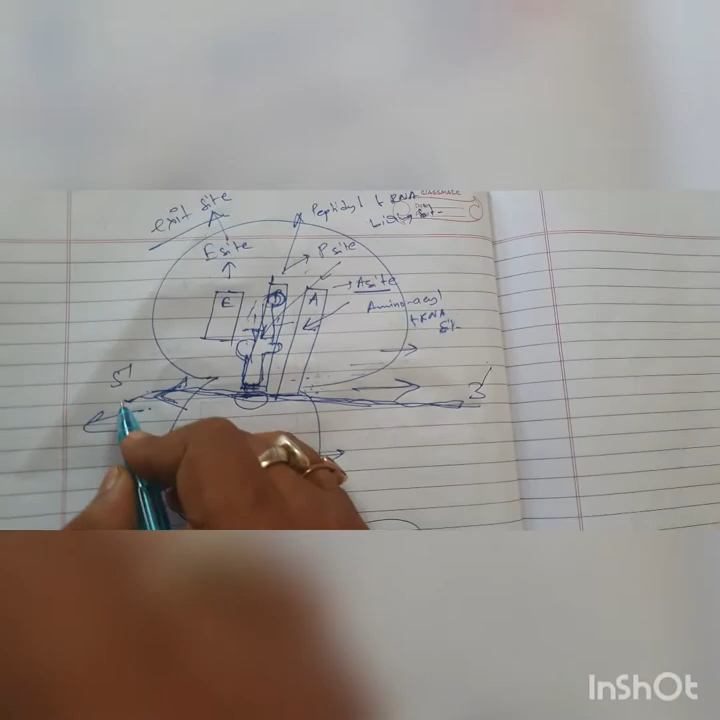 CLASSMATE
exit site
Peptidyl tRNA
E site
P site
A site
E
A
Amino-acyl
tRNA
5'
3'
InShOt